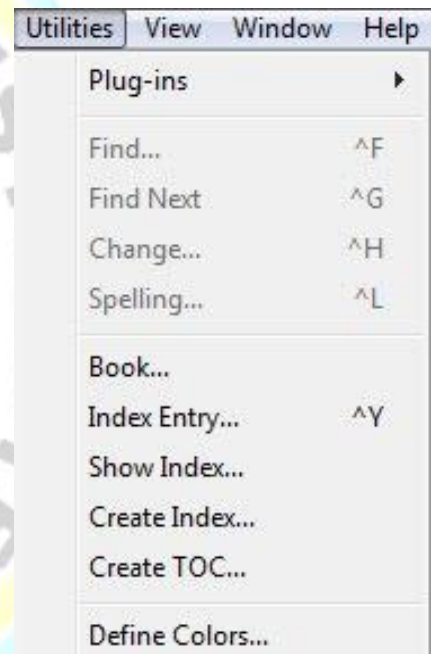 Utilities View Window Help
Plug-ins
Find... ^F
Find Next ^G
Change... ^H
Spelling... ^L
Book...
Index Entry... ^Y
Show Index...
Create Index...
Create TOC...
Define Colors...